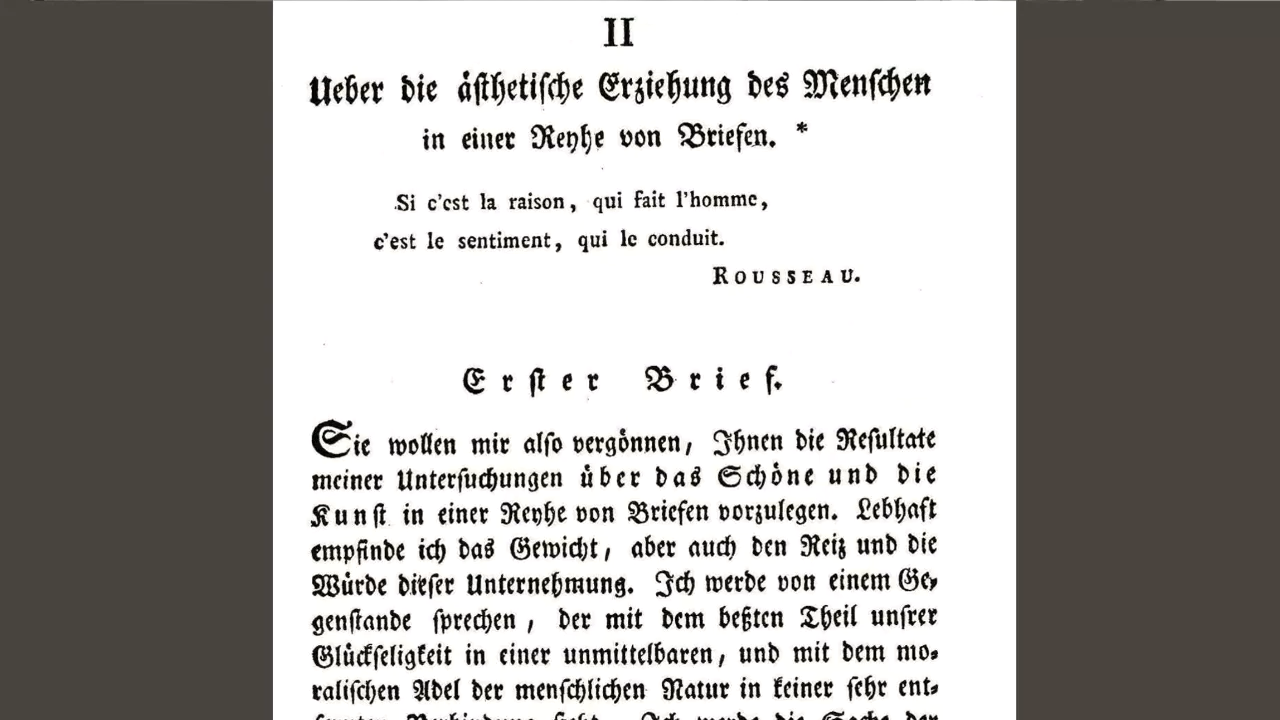 II
Ueber die ästhetische Erziehung des Menschen
in einer Reyhe von Briefen. *
Si c'est la raison, qui fait l'homme,
c'est le sentiment, qui le conduit.
ROUSSEAU.
Erster Brief.
Sie wollen mir also vergönnen, Ihnen die Resultate
meiner Untersuchungen über das Schöne und die
Kunst in einer Reyhe von Briefen vorzulegen. Lebhaft
empfinde ich das Gewicht, aber auch den Reiz und die
Würde dieser Unternehmung. Ich werde von einem Ge-
genstande sprechen, der mit dem beßten Theil unsrer
Glückseligkeit in einer unmittelbaren, und mit dem mo-
ralischen Adel der menschlichen Natur in keiner sehr ent-